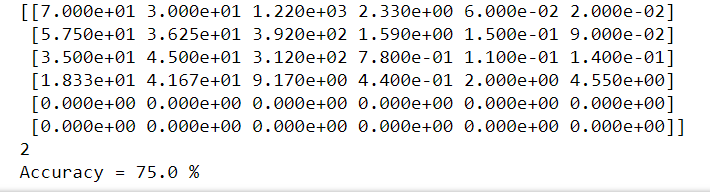 [[7.000e+01 3.000e+01 1.220e+03 2.330e+00 6.000e-02 2.000e-02]
[5.750e+01 3.625e+01 3.920e+02 1.590e+00 1.500e-01 9.000e-02]
[3.500e+01 4.500e+01 3.120e+02 7.800e-01 1.100e-01 1.400e-01]
[1.833e+01 4.167e+01 9.170e+00 4.400e-01 2.000e+00 4.550e+00]
[0.000e+00 0.000e+00 0.000e+00 0.000e+00 0.000e+00 0.000e+00]
[0.000e+00 0.000e+00 0.000e+00 0.000e+00 0.000e+00 0.000e+00]]
2
Accuracy = 75.0 %